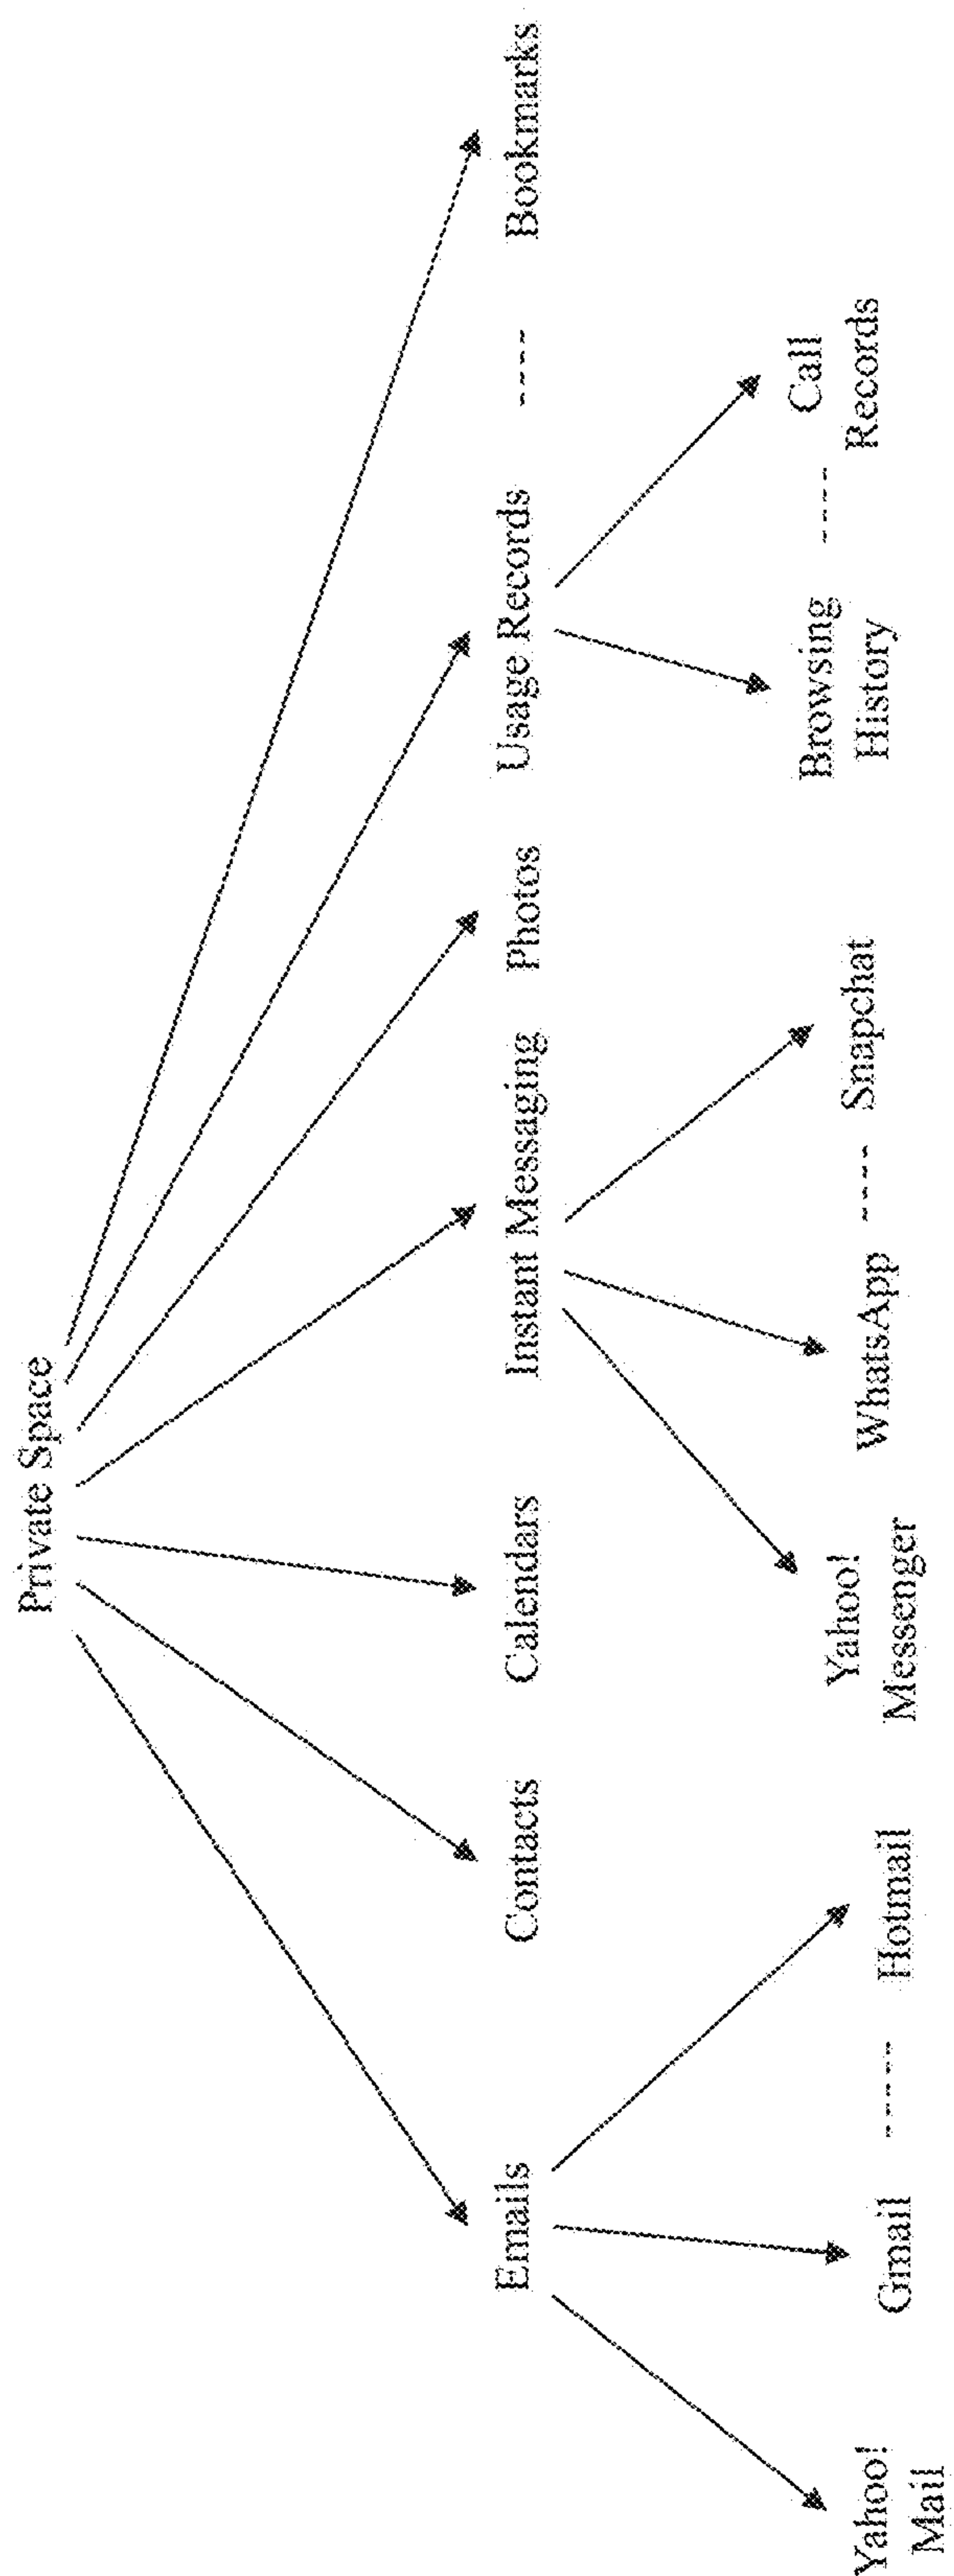 Private Space
Emails
Contacts
Calendars
Instant Messaging
Photos
Usage Records
----
Bookmarks
Yahoo!
Mail
Gmail
-----
Hotmail
Yahoo!
Messenger
WhatsApp
----
Snapchat
Browsing
History
----
Call
Records